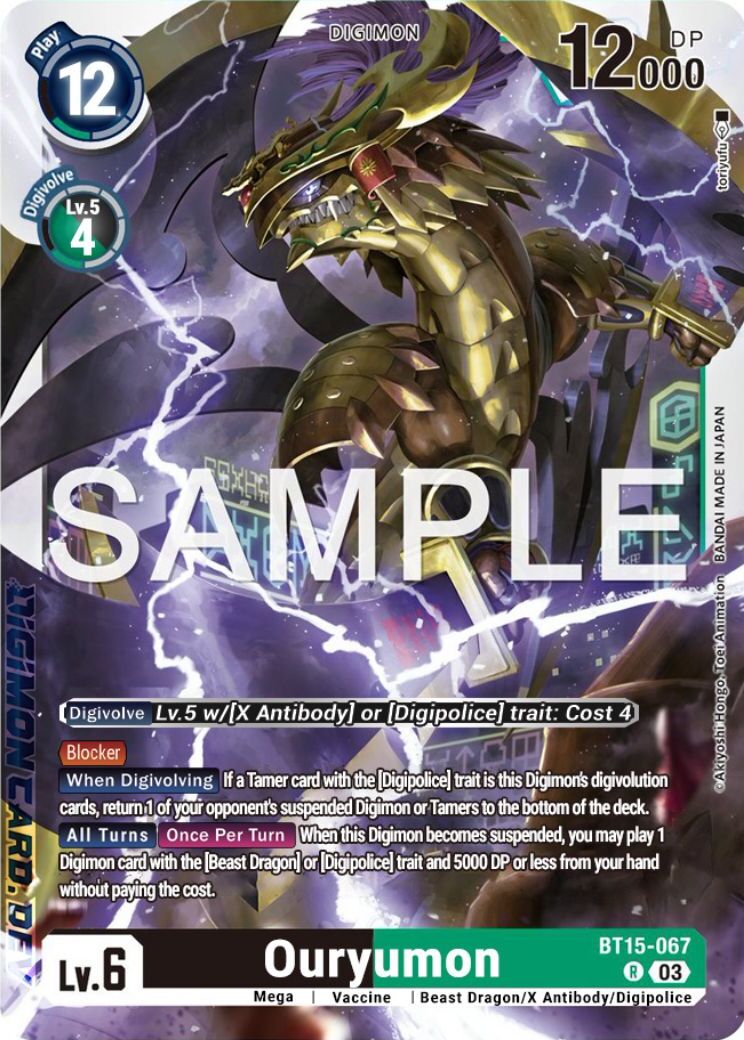 DIGIMON
Play
12
DP
12000
toriyufu
Digivolve
Lv.5
4
SAMPLE
©Akiyoshi Hongo, Toei Animation BANDAI MADE IN JAPAN
DIGIMON CARD.DEV
Digivolve Lv.5 w/[X Antibody] or [Digipolice] trait: Cost 4
Blocker
When Digivolving If a Tamer card with the [Digipolice] trait is this Digimon's digivolution
cards, return 1 of your opponent's suspended Digimon or Tamers to the bottom of the deck.
All Turns Once Per Turn When this Digimon becomes suspended, you may play 1
Digimon card with the [Beast Dragon] or [Digipolice] trait and 5000 DP or less from your hand
without paying the cost.
Lv.6
Ouryumon
BT15-067
R 03
Mega | Vaccine | Beast Dragon/X Antibody/Digipolice